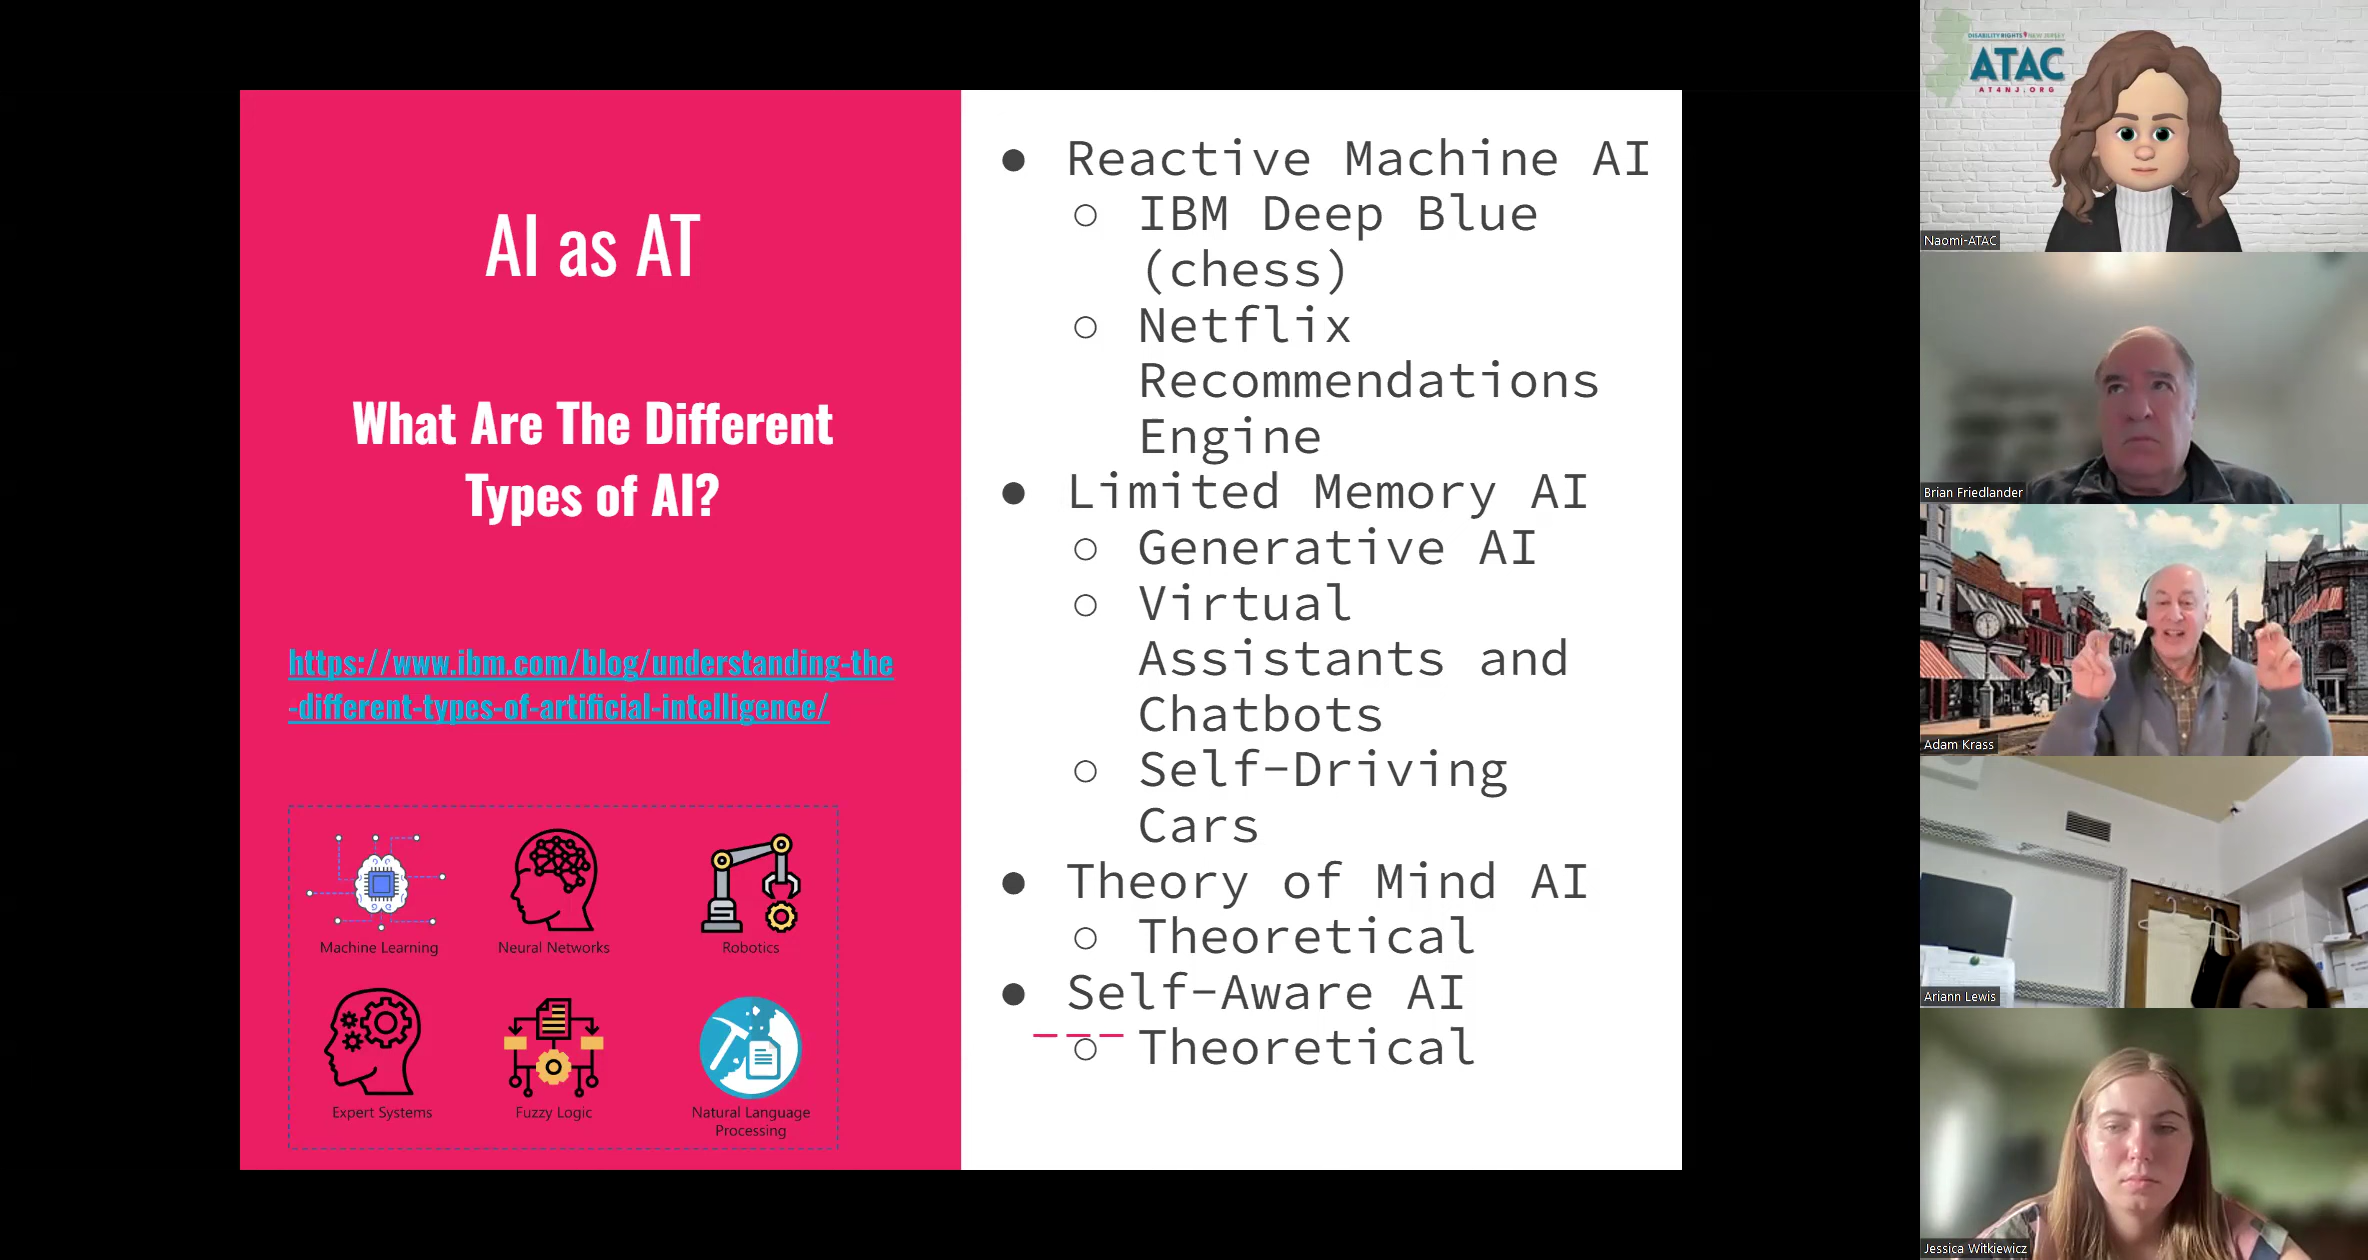 AI as AT
What Are The Different
Types of AI?
https://www.ibm.com/blog/understanding-the
-different-types-of-artificial-intelligence/
Machine Learning
Neural Networks
Robotics
Expert Systems
Fuzzy Logic
Natural Language
Processing
● Reactive Machine AI
○ IBM Deep Blue
(chess)
○ Netflix
Recommendations
Engine
● Limited Memory AI
○ Generative AI
○ Virtual
Assistants and
Chatbots
○ Self-Driving
Cars
● Theory of Mind AI
○ Theoretical
● Self-Aware AI
○ Theoretical
DISABILITY RIGHTS NEW JERSEY
ATAC
AT4NJ.ORG
Naomi-ATAC
Brian Friedlander
Adam Krass
Ariann Lewis
Jessica Witkiewicz